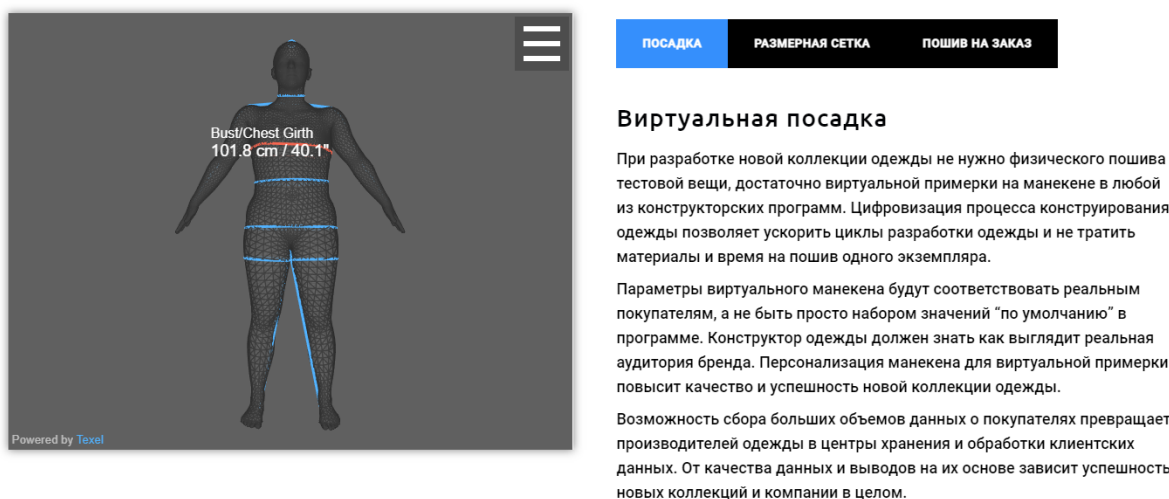 Bust/Chest Girth
101.8 cm / 40.1"
Powered by Texel
ПОСАДКА РАЗМЕРНАЯ СЕТКА ПОШИВ НА ЗАКАЗ
Виртуальная посадка
При разработке новой коллекции одежды не нужно физического пошива
тестовой вещи, достаточно виртуальной примерки на манекене в любой
из конструкторских программ. Цифровизация процесса конструирования
одежды позволяет ускорить циклы разработки одежды и не тратить
материалы и время на пошив одного экземпляра.
Параметры виртуального манекена будут соответствовать реальным
покупателям, а не быть просто набором значений “по умолчанию” в
программе. Конструктор одежды должен знать как выглядит реальная
аудитория бренда. Персонализация манекена для виртуальной примерки
повысит качество и успешность новой коллекции одежды.
Возможность сбора больших объемов данных о покупателях превращает
производителей одежды в центры хранения и обработки клиентских
данных. От качества данных и выводов на их основе зависит успешность
новых коллекций и компании в целом.